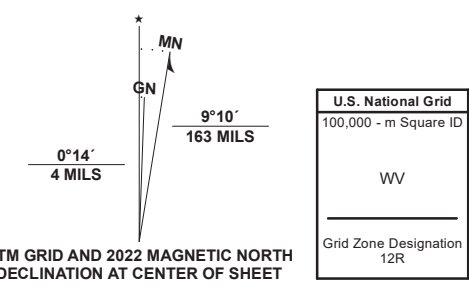 MN
GN
9°10´
163 MILS
0°14´
4 MILS
TM GRID AND 2022 MAGNETIC NORTH
DECLINATION AT CENTER OF SHEET
U.S. National Grid
100,000 - m Square ID
WV
Grid Zone Designation
12R